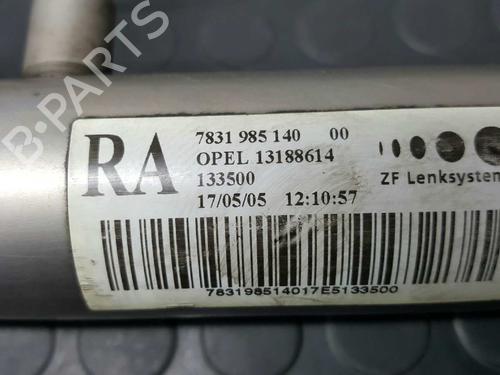 B-PARTS
RA
7831 985 140 00
OPEL 13188614
133500
17/05/05 12:10:57
ZF Lenksystem
783198514017E5133500